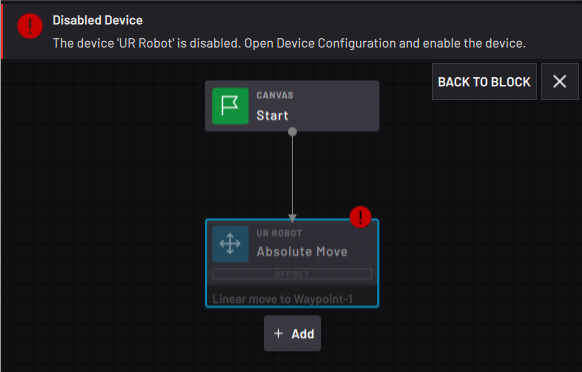 Disabled Device
The device 'UR Robot' is disabled. Open Device Configuration and enable the device.
BACK TO BLOCK
CANVAS
Start
UR ROBOT
Absolute Move
OFFSET
Linear move to Waypoint-1
+ Add